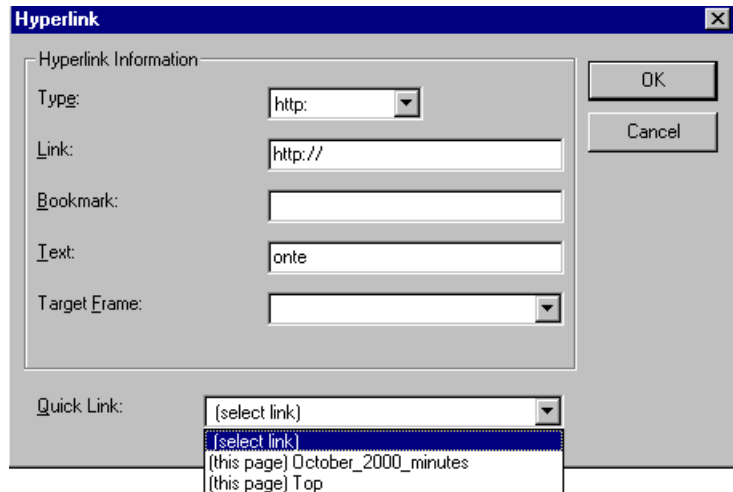 Hyperlink
Hyperlink Information
Type: http:
OK
Link: http://
Cancel
Bookmark:
Text: onte
Target Frame:
Quick Link: (select link)
(select link)
(this page) October_2000_minutes
(this page) Top